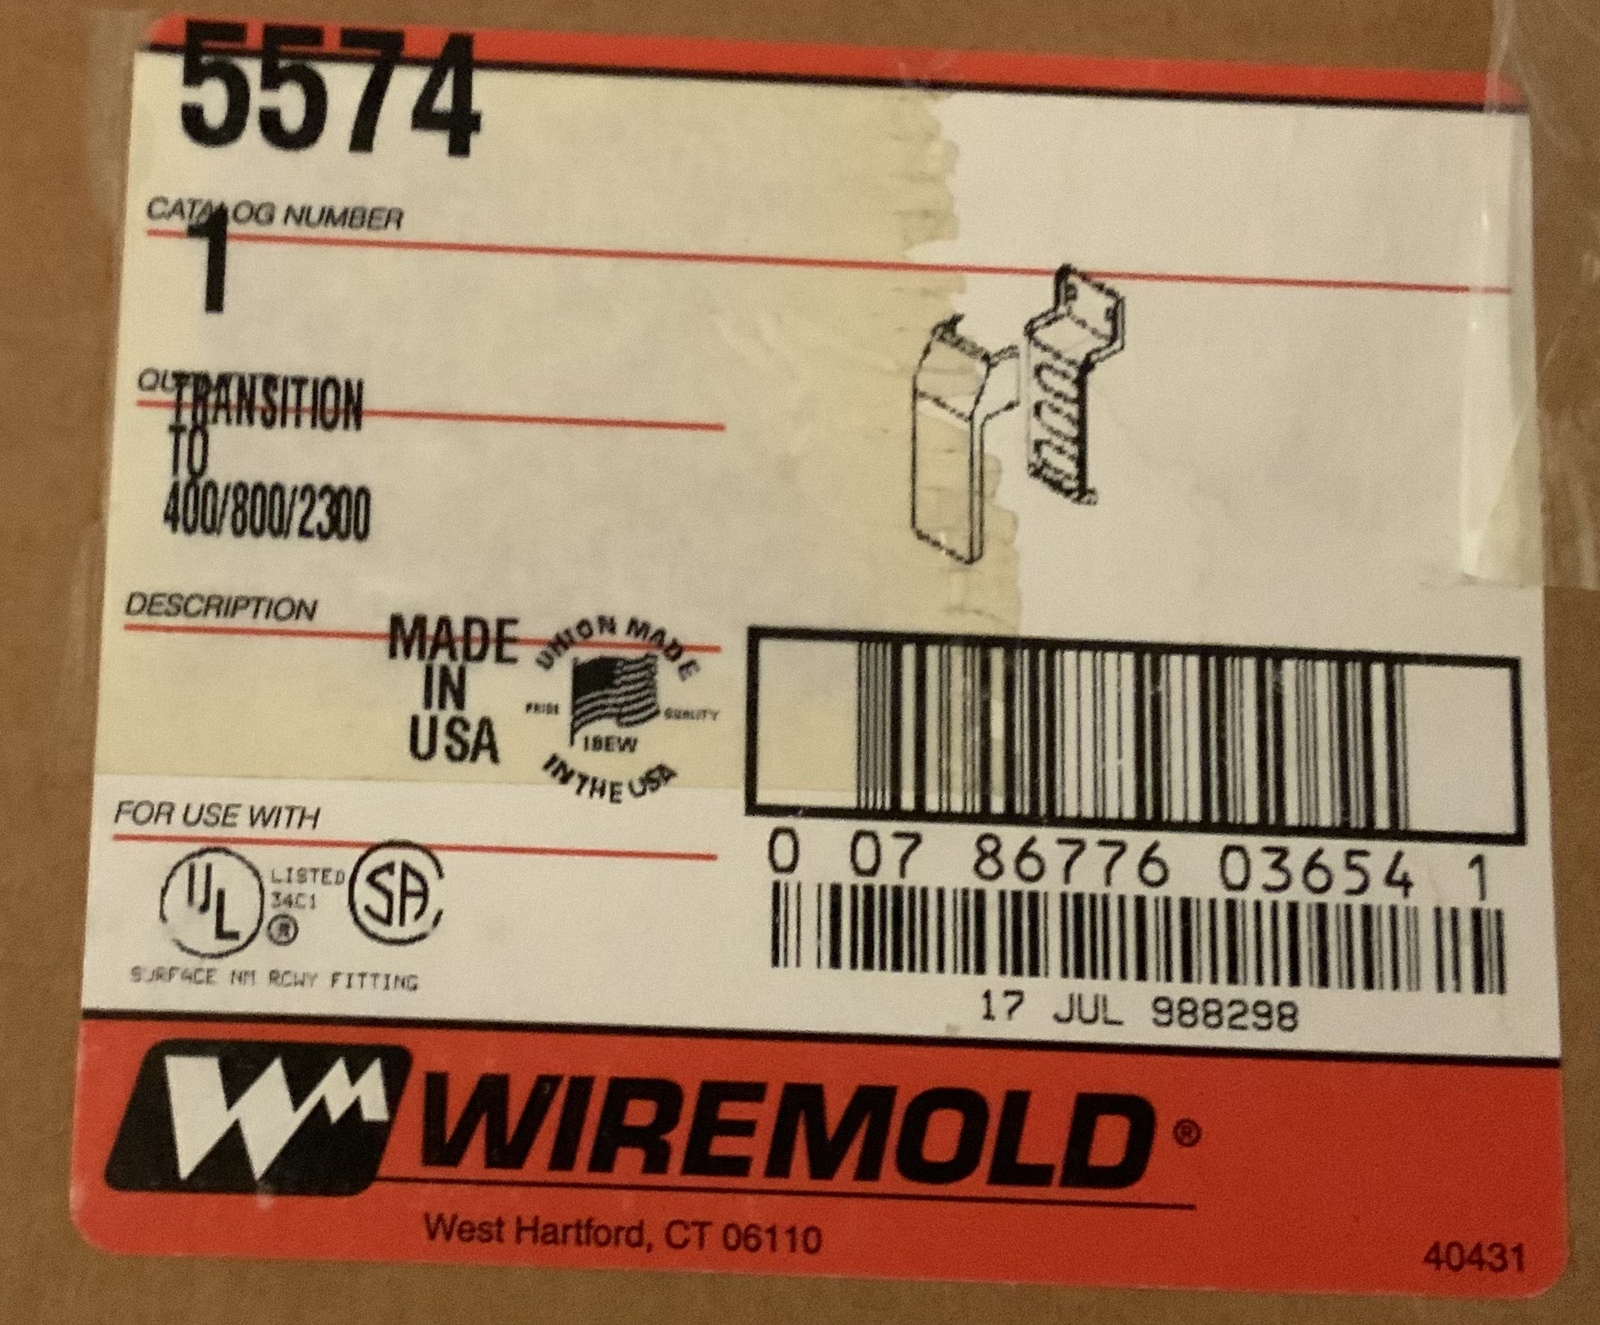 5574
CATALOG NUMBER
1
QUANTITY
TRANSITION
TO
400/800/2300
DESCRIPTION
MADE
IN
USA
UNION MADE
PRIDE QUALITY
IBEW
IN THE USA
FOR USE WITH
UL LISTED
34C1
®
SA
SURFACE NM RCWY FITTING
0 07 86776 03654 1
17 JUL 988298
WM WIREMOLD®
West Hartford, CT 06110
40431